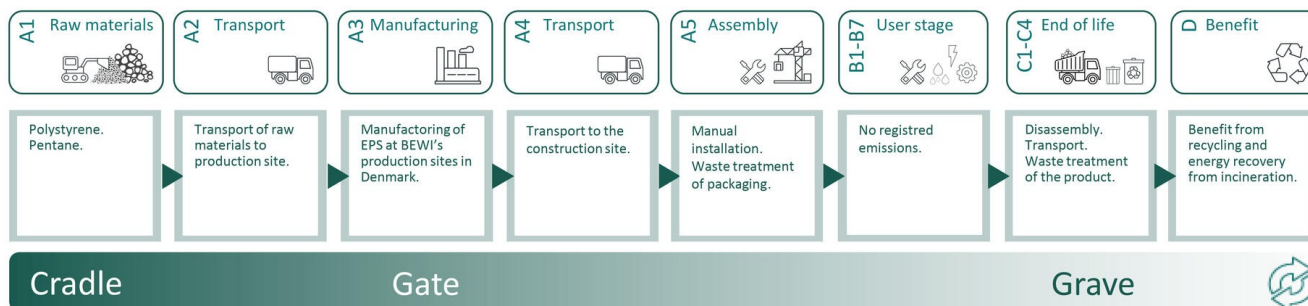 A1 Raw materials
A2 Transport
A3 Manufacturing
A4 Transport
A5 Assembly
B1-B7 User stage
C1-C4 End of life
D Benefit
Polystyrene.
Pentane.
Transport of raw
materials to
production site.
Manufactoring of
EPS at BEWI's
production sites in
Denmark.
Transport to the
construction site.
Manual
installation.
Waste treatment
of packaging.
No registred
emissions.
Disassembly.
Transport.
Waste treatment
of the product.
Benefit from
recycling and
energy recovery
from incineration.
Cradle
Gate
Grave